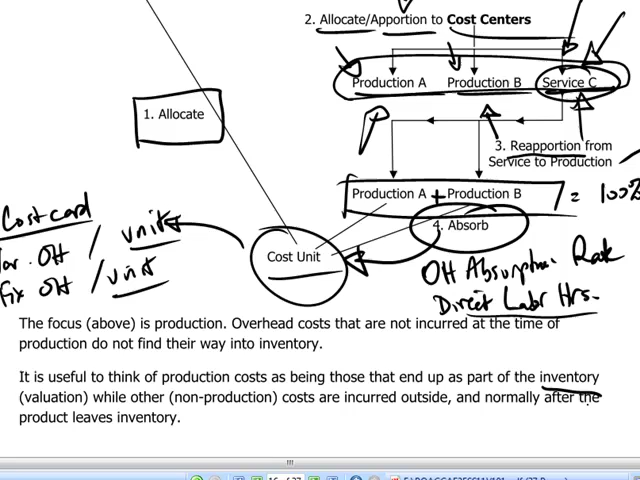 2. Allocate/Apportion to Cost Centers
Production A Production B Service C
1. Allocate
3. Reapportion from
Service to Production
Production A + Production B = 100%
Cost card
4. Absorb
Var. OH / unit
Cost Unit
fix OH / unit
OH Absorption Rate
Direct Labr Hrs.
The focus (above) is production. Overhead costs that are not incurred at the time of
production do not find their way into inventory.
It is useful to think of production costs as being those that end up as part of the inventory
(valuation) while other (non-production) costs are incurred outside, and normally after the
product leaves inventory.